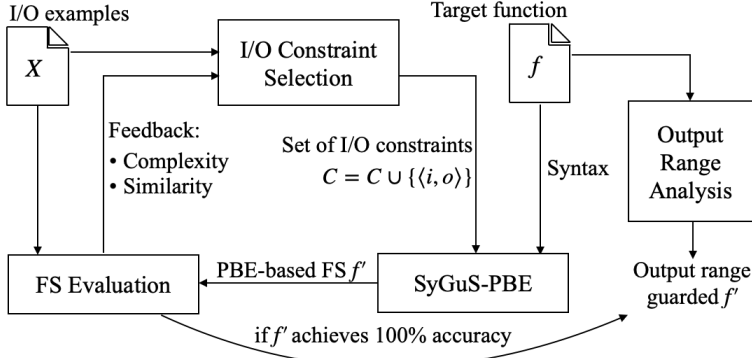 I/O examples
X
I/O Constraint
Selection
Target function
f
Output
Range
Analysis
Feedback:
• Complexity
• Similarity
Set of I/O constraints
C = C ∪ {⟨i, o⟩}
Syntax
FS Evaluation
PBE-based FS f′
SyGuS-PBE
Output range
guarded f′
if f′ achieves 100% accuracy